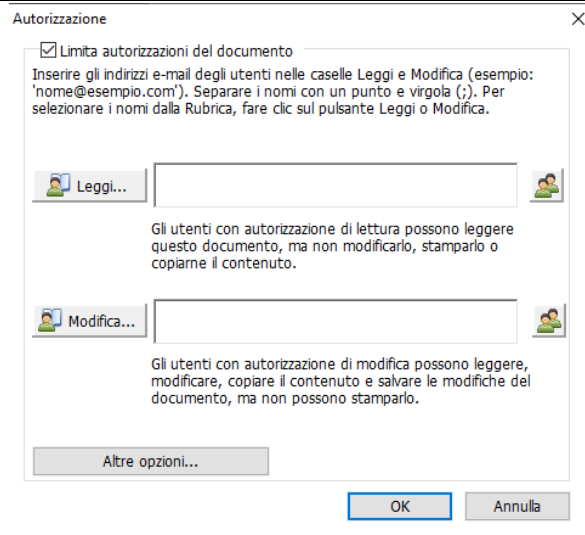 Autorizzazione
Limita autorizzazioni del documento
Inserire gli indirizzi e-mail degli utenti nelle caselle Leggi e Modifica (esempio:
'nome@esempio.com'). Separare i nomi con un punto e virgola (;). Per
selezionare i nomi dalla Rubrica, fare clic sul pulsante Leggi o Modifica.
Leggi...
Gli utenti con autorizzazione di lettura possono leggere
questo documento, ma non modificarlo, stamparlo o
copiarne il contenuto.
Modifica...
Gli utenti con autorizzazione di modifica possono leggere,
modificare, copiare il contenuto e salvare le modifiche del
documento, ma non possono stamparlo.
Altre opzioni...
OK
Annulla